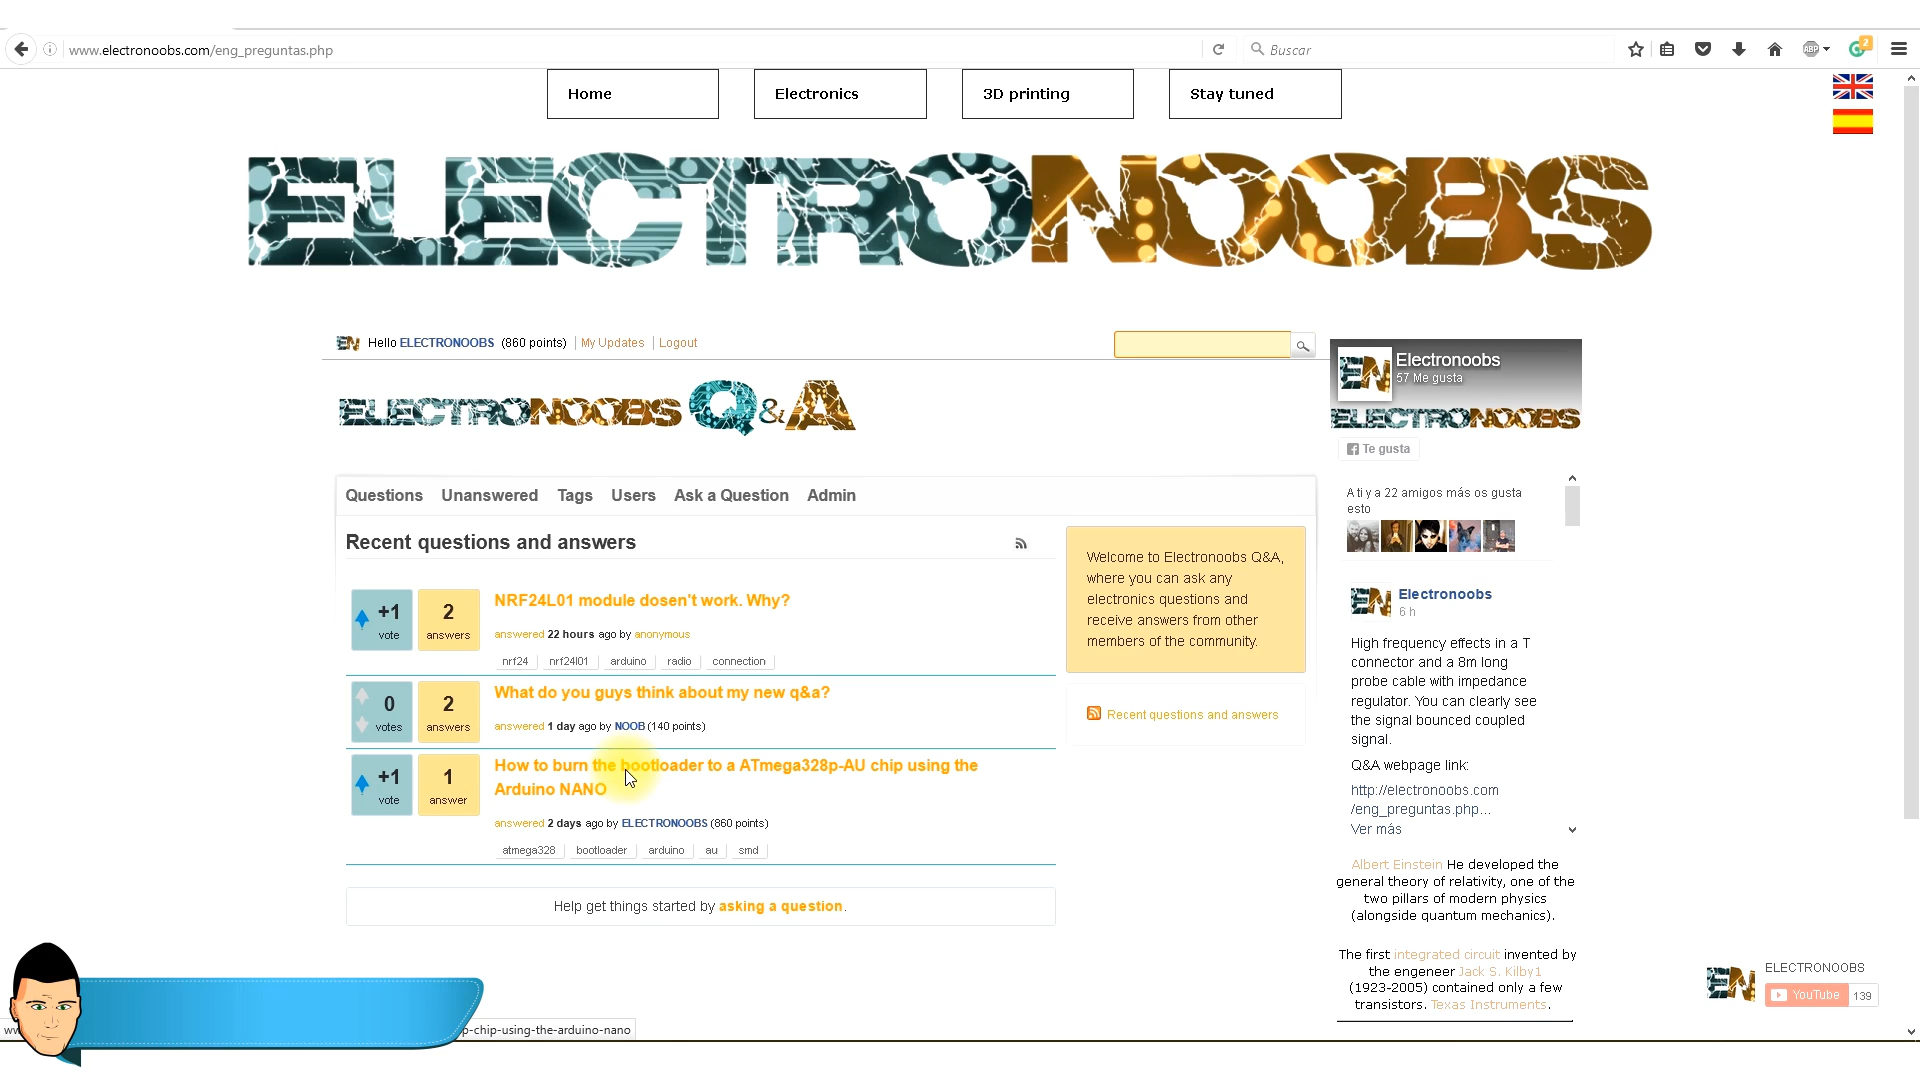 www.electronoobs.com/eng_preguntas.php
Buscar
ABP
2
Home
Electronics
3D printing
Stay tuned
ELECTRONOOBS
EN Hello ELECTRONOOBS (860 points) My Updates Logout
ELECTRONOOBS Q&A
Questions Unanswered Tags Users Ask a Question Admin
Recent questions and answers
+1
vote
2
answers
NRF24L01 module dosen't work. Why?
answered 22 hours ago by anonymous
nrf24 nrf24l01 arduino radio connection
0
votes
2
answers
What do you guys think about my new q&a?
answered 1 day ago by NOOB (140 points)
+1
vote
1
answer
How to burn the bootloader to a ATmega328p-AU chip using the
Arduino NANO
answered 2 days ago by ELECTRONOOBS (860 points)
atmega328 bootloader arduino au smd
Help get things started by asking a question.
Welcome to Electronoobs Q&A,
where you can ask any
electronics questions and
receive answers from other
members of the community.
Recent questions and answers
EN
Electronoobs
57 Me gusta
ELECTRONOOBS
Te gusta
A ti y a 22 amigos más os gusta
esto
EN
Electronoobs
6 h
High frequency effects in a T
connector and a 8m long
probe cable with impedance
regulator. You can clearly see
the signal bounced coupled
signal.
Q&A webpage link:
http://electronoobs.com
/eng_preguntas.php...
Ver más
Albert Einstein He developed the
general theory of relativity, one of the
two pillars of modern physics
(alongside quantum mechanics).
The first integrated circuit invented by
the engeneer Jack S. Kilby1
(1923-2005) contained only a few
transistors. Texas Instruments.
EN
ELECTRONOOBS
YouTube
139
p-chip-using-the-arduino-nano